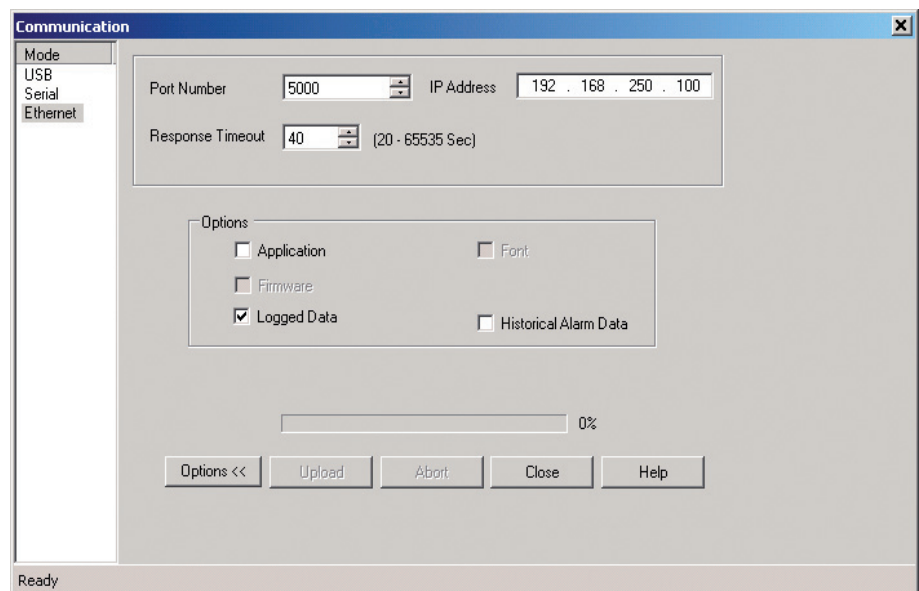 Communication
Mode
USB
Serial
Ethernet
Port Number 5000 IP Address 192 . 168 . 250 . 100
Response Timeout 40 (20 - 65535 Sec)
Options
Application Font
Firmware
Logged Data Historical Alarm Data
0%
Options << Upload Abort Close Help
Ready